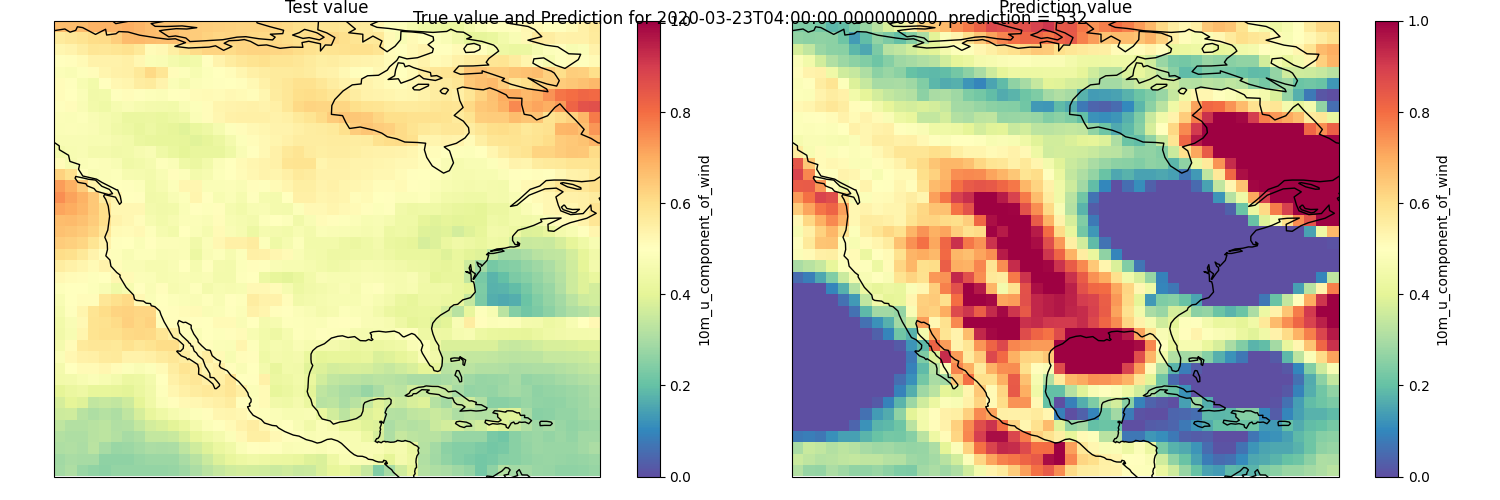 Test value
Prediction value
True value and Prediction for 2020-03-23T04:00:00.000000000, prediction = 532
1.0
0.8
0.6
0.4
0.2
0.0
10m_u_component_of_wind
1.0
0.8
0.6
0.4
0.2
0.0
10m_u_component_of_wind